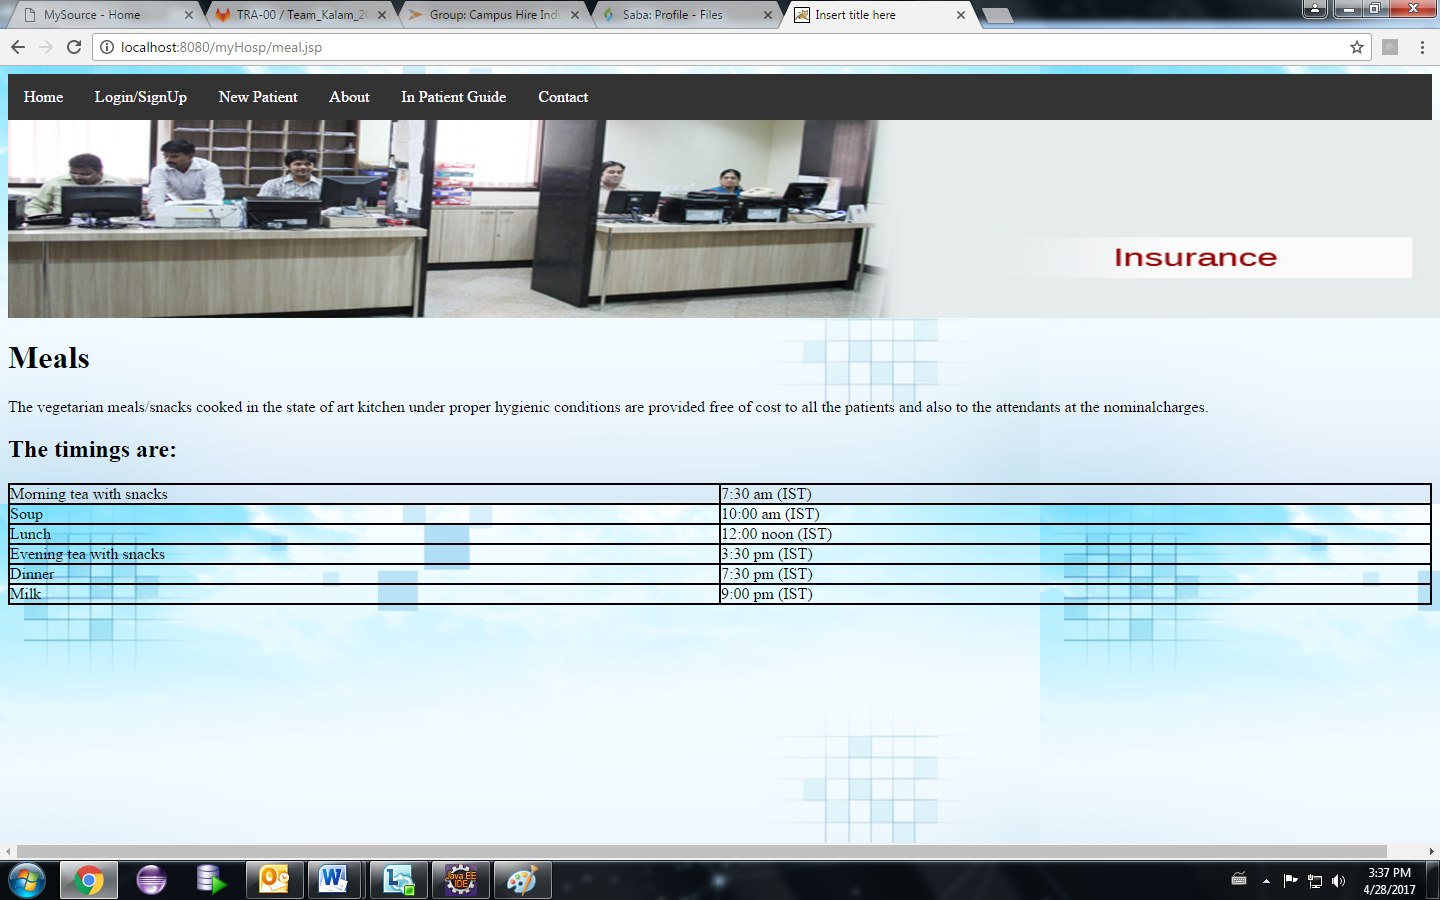 MySource - Home
TRA-00 / Team_Kalam_20
Group: Campus Hire Indu
Saba: Profile - Files
Insert title here
localhost:8080/myHosp/meal.jsp
Home Login/SignUp New Patient About In Patient Guide Contact
Insurance
Meals
The vegetarian meals/snacks cooked in the state of art kitchen under proper hygienic conditions are provided free of cost to all the patients and also to the attendants at the nominalcharges.
The timings are:
Morning tea with snacks 7:30 am (IST)
Soup 10:00 am (IST)
Lunch 12:00 noon (IST)
Evening tea with snacks 3:30 pm (IST)
Dinner 7:30 pm (IST)
Milk 9:00 pm (IST)
Java EE
IDE
3:37 PM
4/28/2017